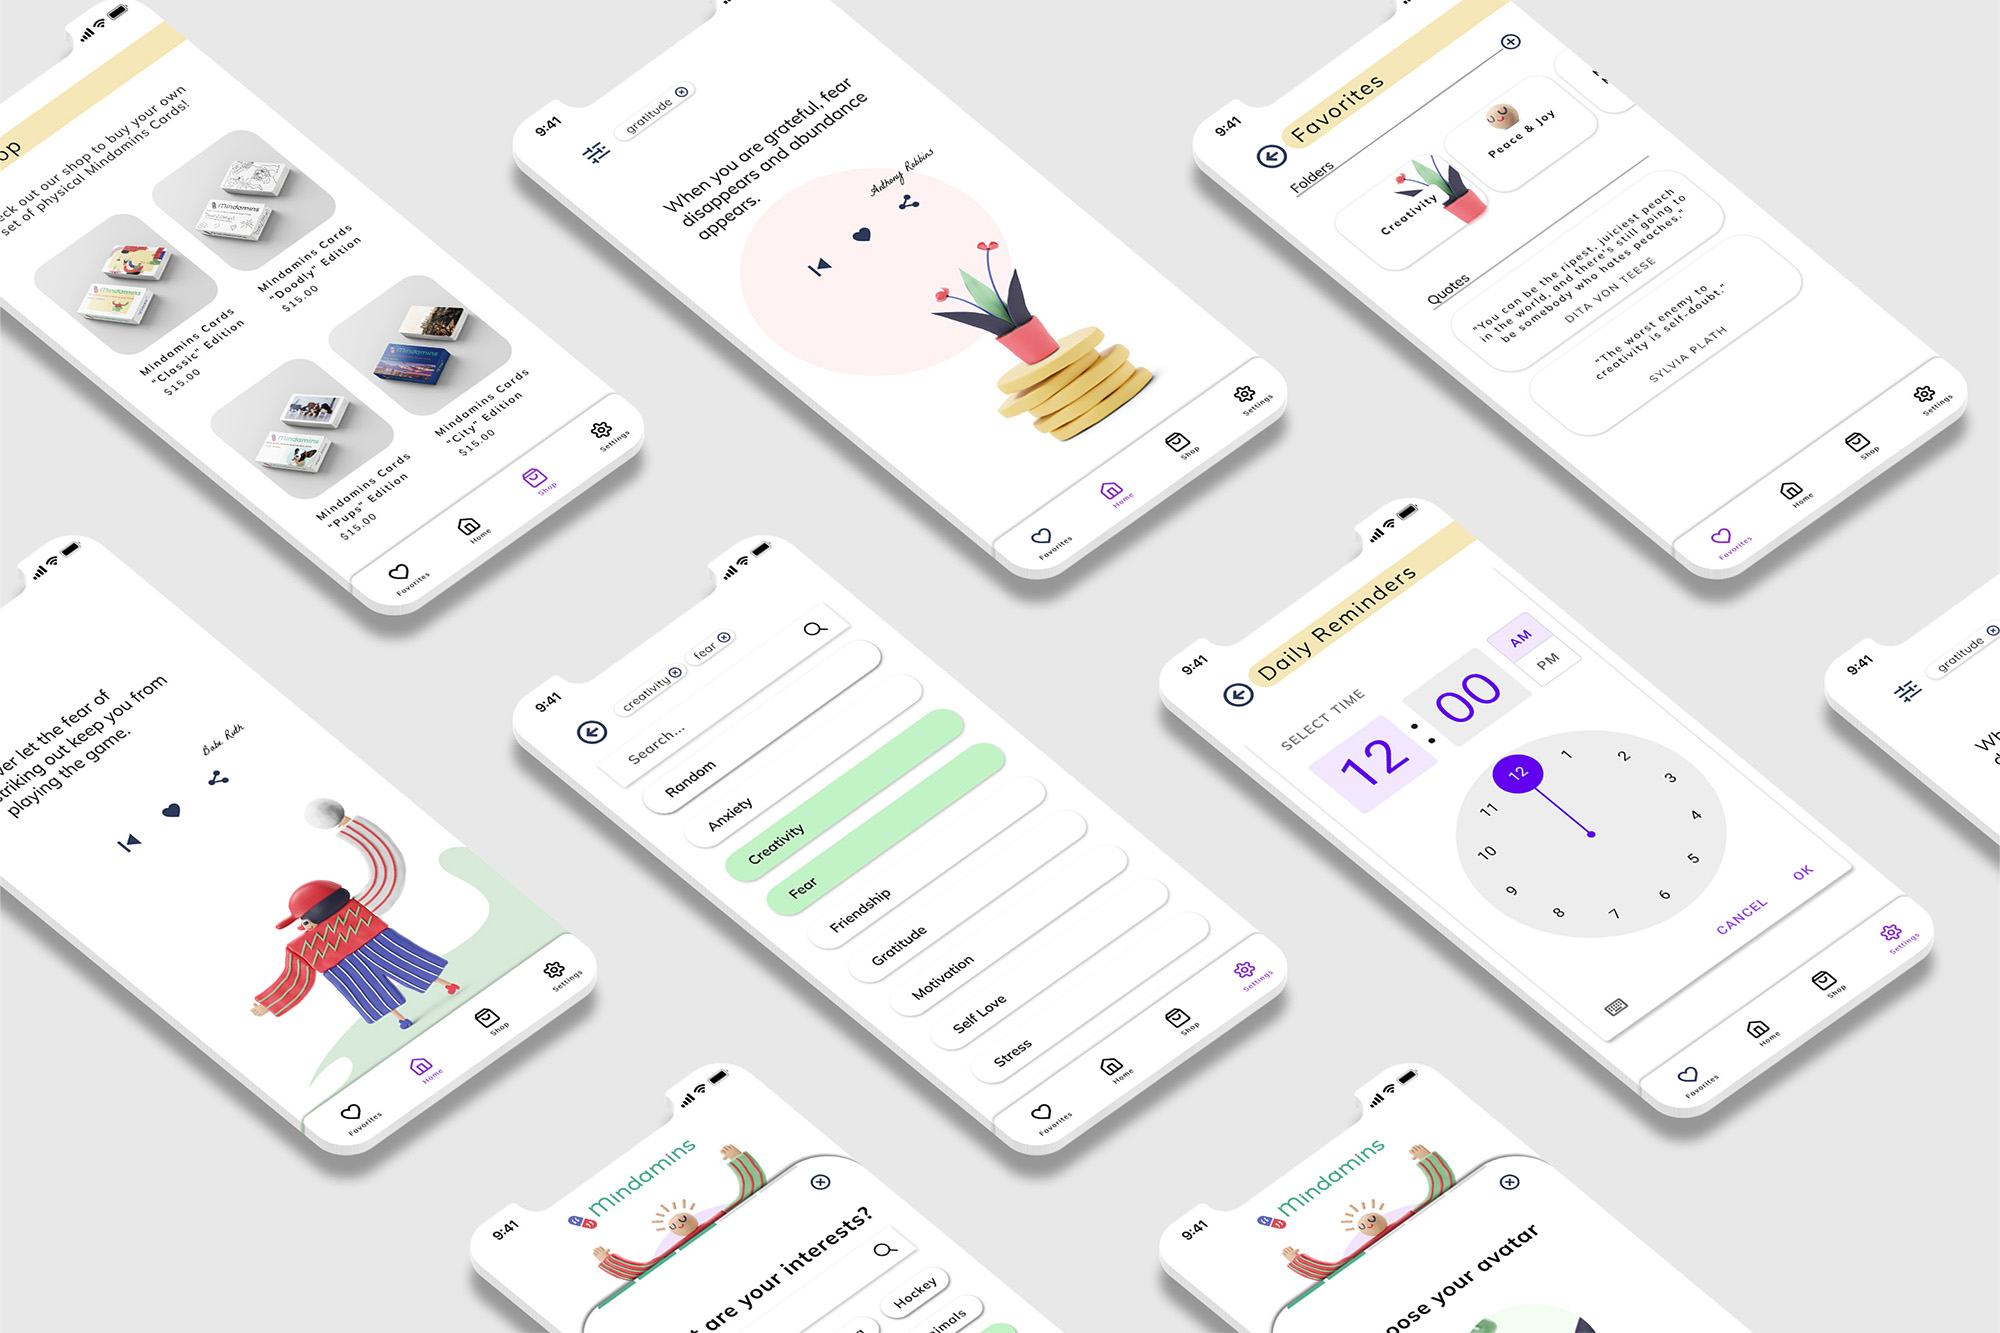 op
eck out our shop to buy your own
set of physical Mindamins Cards!
mindamins
mindamins
Mindamins Cards
"Classic" Edition
$15.00
Mindamins Cards
"Doodly" Edition
$15.00
mindamins
mindamins
Mindamins Cards
"Pups" Edition
$15.00
Mindamins Cards
"City" Edition
$15.00
Favorites
Home
Shop
Settings
9:41
gratitude
When you are grateful, fear
disappears and abundance
appears.
Anthony Robbins
Favorites
Home
Shop
Settings
9:41
Favorites
Folders
Creativity
Peace & Joy
Quotes
"You can be the ripest, juiciest peach
in the world, and there's still going to
be somebody who hates peaches."
DITA VON TEESE
"The worst enemy to
creativity is self-doubt."
SYLVIA PLATH
Favorites
Home
Shop
Settings
ver let the fear of
striking out keep you from
playing the game.
Babe Ruth
Favorites
Home
Shop
Settings
9:41
creativity
fear
Search...
Random
Anxiety
Creativity
Fear
Friendship
Gratitude
Motivation
Self Love
Stress
Favorites
Home
Shop
Settings
9:41
Daily Reminders
SELECT TIME
12:00
AM
PM
12
1
2
3
4
5
6
7
8
9
10
11
CANCEL
OK
Favorites
Home
Shop
Settings
9:41
gratitude
Wh
d
9:41
mindamins
t are your interests?
Hockey
nimals
9:41
mindamins
oose your avatar